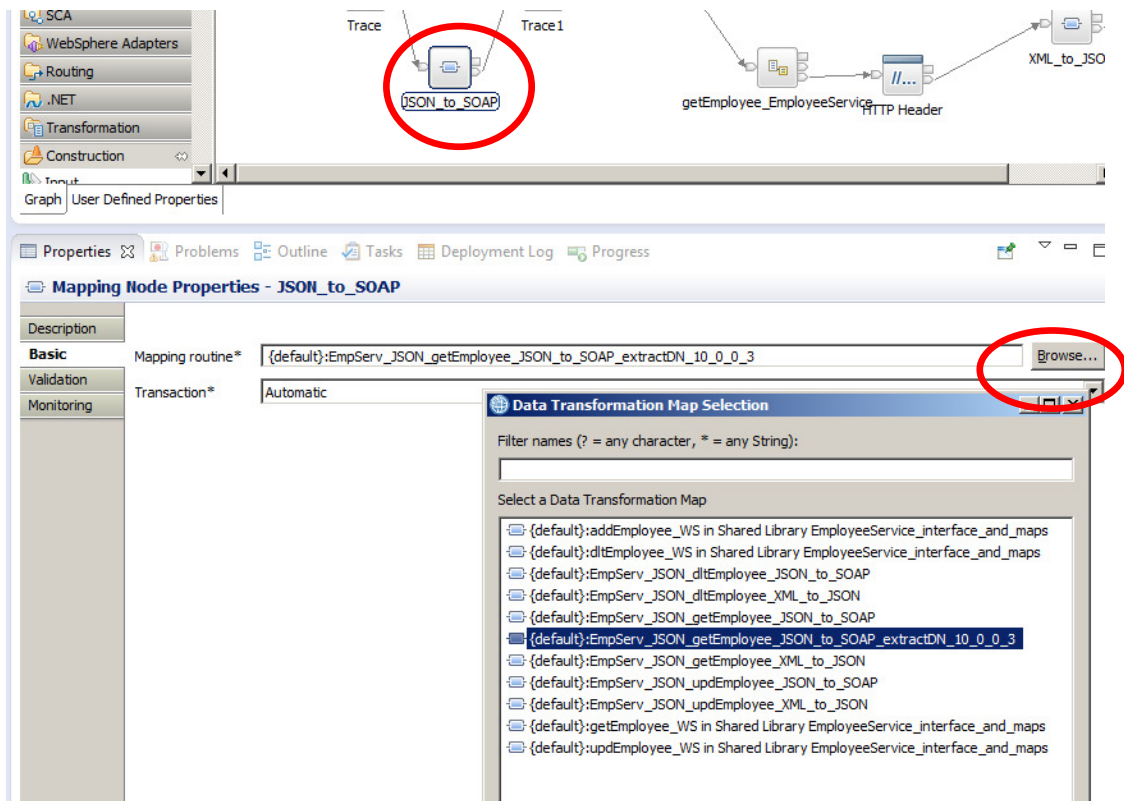 SCA
WebSphere Adapters
Routing
.NET
Transformation
Construction
Input
Trace
Trace1
JSON_to_SOAP
getEmployee_EmployeeService
//...
HTTP Header
XML_to_JSO
Graph User Defined Properties
Properties Problems Outline Tasks Deployment Log Progress
Mapping Node Properties - JSON_to_SOAP
Description
Basic
Validation
Monitoring
Mapping routine* {default}:EmpServ_JSON_getEmployee_JSON_to_SOAP_extractDN_10_0_0_3 Browse...
Transaction* Automatic
Data Transformation Map Selection
Filter names (? = any character, * = any String):
Select a Data Transformation Map
{default}:addEmployee_WS in Shared Library EmployeeService_interface_and_maps
{default}:dltEmployee_WS in Shared Library EmployeeService_interface_and_maps
{default}:EmpServ_JSON_dltEmployee_JSON_to_SOAP
{default}:EmpServ_JSON_dltEmployee_XML_to_JSON
{default}:EmpServ_JSON_getEmployee_JSON_to_SOAP
{default}:EmpServ_JSON_getEmployee_JSON_to_SOAP_extractDN_10_0_0_3
{default}:EmpServ_JSON_getEmployee_XML_to_JSON
{default}:EmpServ_JSON_updEmployee_JSON_to_SOAP
{default}:EmpServ_JSON_updEmployee_XML_to_JSON
{default}:getEmployee_WS in Shared Library EmployeeService_interface_and_maps
{default}:updEmployee_WS in Shared Library EmployeeService_interface_and_maps